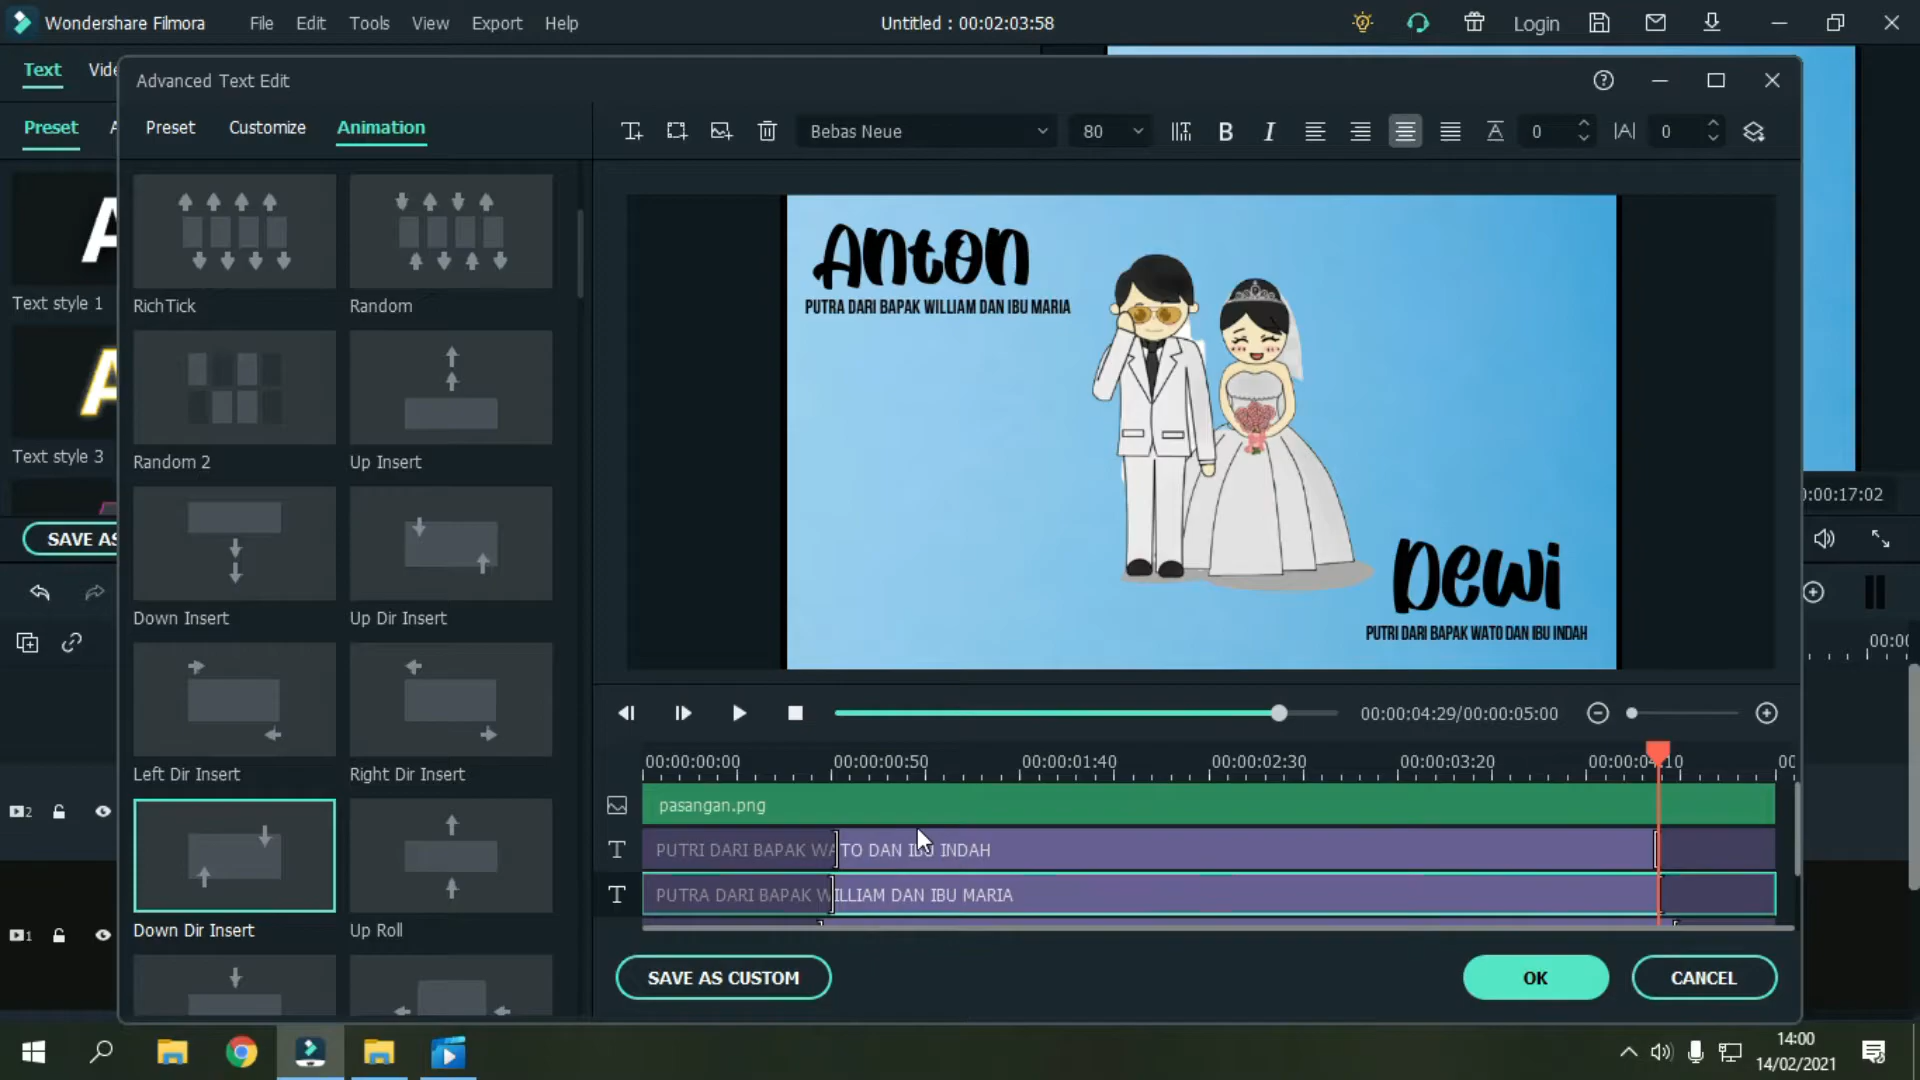 Wondershare Filmora
File Edit Tools View Export Help
Untitled : 00:02:03:58
Login
Text
Preset
Text style 1
Text style 3
Advanced Text Edit
Preset Customize Animation
Bebas Neue 80 0 0
RichTick
Random
Random 2
Up Insert
Down Insert
Up Dir Insert
Left Dir Insert
Right Dir Insert
Down Dir Insert
Up Roll
Anton
PUTRA DARI BAPAK WILLIAM DAN IBU MARIA
Dewi
PUTRI DARI BAPAK WATO DAN IBU INDAH
00:00:04:29/00:00:05:00
00:00:00:00 00:00:00:50 00:00:01:40 00:00:02:30 00:00:03:20
pasangan.png
PUTRI DARI BAPAK WATO DAN IBU INDAH
PUTRA DARI BAPAK WILLIAM DAN IBU MARIA
SAVE AS CUSTOM OK CANCEL
2
1
14:00
14/02/2021